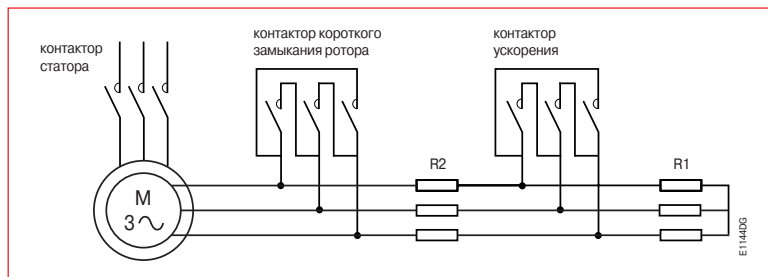 контактор
статора
контактор короткого
замыкания ротора
контактор
ускорения
R2
R1
M
3
E1144DG